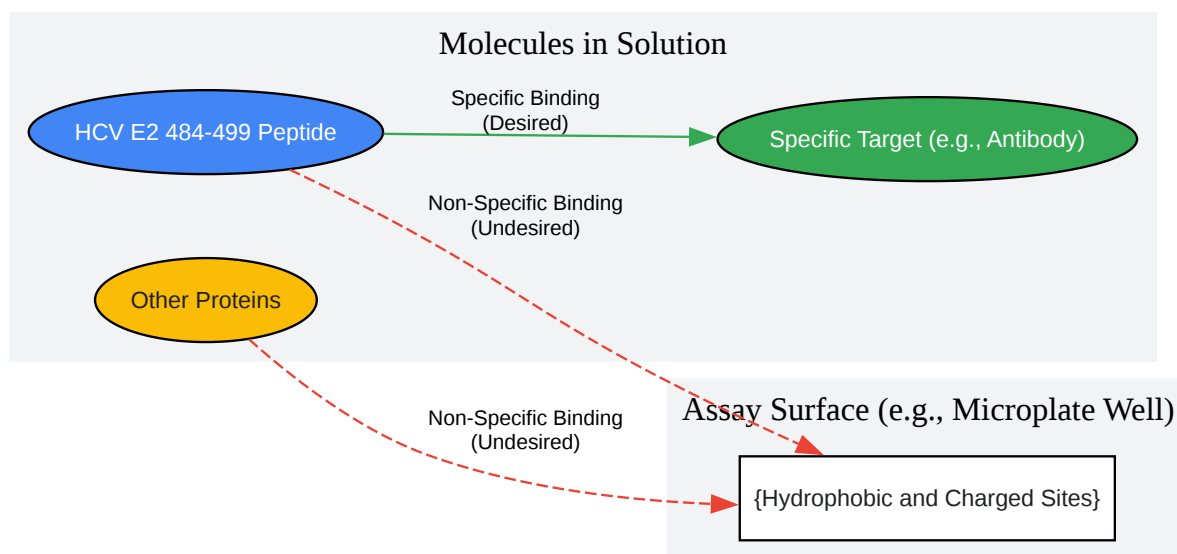 Molecules in Solution
Specific Binding
(Desired)
HCV E2 484-499 Peptide
Specific Target (e.g., Antibody)
Non-Specific Binding
(Undesired)
Other Proteins
Assay Surface (e.g., Microplate Well)
Non-Specific Binding
(Undesired)
{Hydrophobic and Charged Sites}